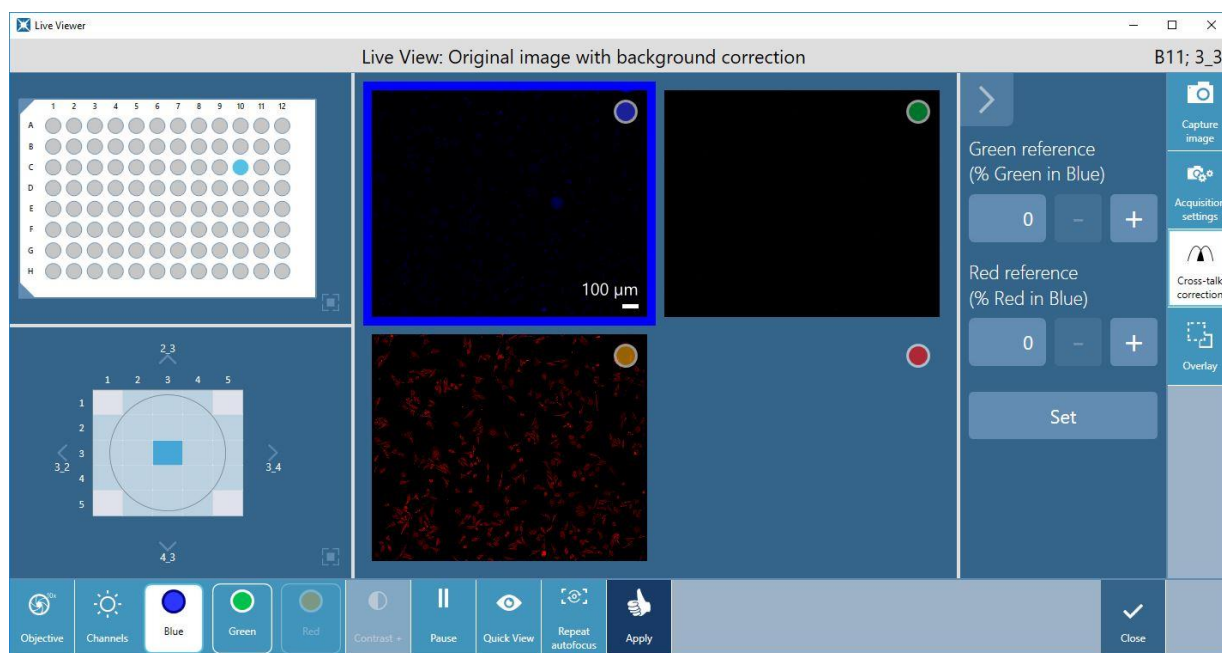 Live Viewer
Live View: Original image with background correction
B11; 3_3
1 2 3 4 5 6 7 8 9 10 11 12
A
B
C
D
E
F
G
H
100 µm
2_3
1 2 3 4 5
1
2
3
4
5
3_2
3_4
4_3
Green reference
(% Green in Blue)
0 - +
Red reference
(% Red in Blue)
0 - +
Set
Capture
image
Acquisition
settings
Cross-talk
correction
Overlay
10x
Objective
Channels
Blue
Green
Red
Contrast +
Pause
Quick View
Repeat
autofocus
Apply
Close